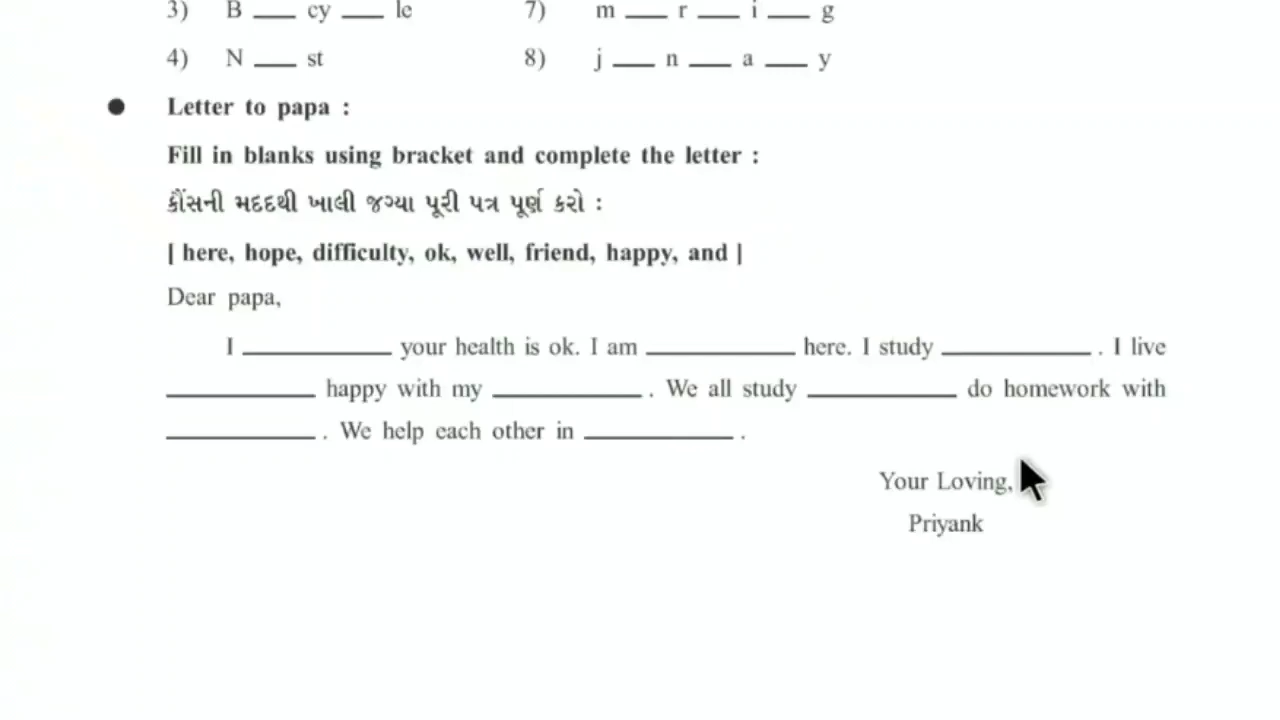 3) B ___ cy ___ le 7) m ___ r ___ i ___ g
4) N ___ st 8) j ___ n ___ a ___ y
● Letter to papa :
Fill in blanks using bracket and complete the letter :
કૌંસની મદદથી ખાલી જગ્યા પૂરી પત્ર પૂર્ણ કરો :
[ here, hope, difficulty, ok, well, friend, happy, and ]
Dear papa,
I ___________ your health is ok. I am ___________ here. I study ___________ . I live
___________ happy with my ___________ . We all study ___________ do homework with
___________ . We help each other in ___________ .
Your Loving,
Priyank